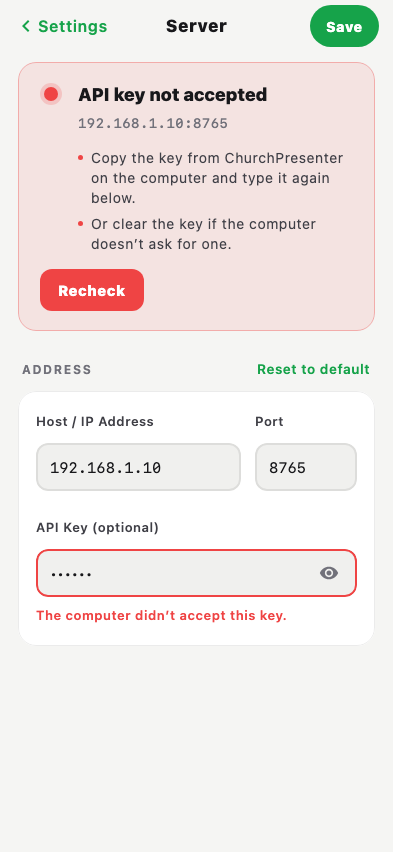 Settings
Server
Save
API key not accepted
192.168.1.10:8765
Copy the key from ChurchPresenter
on the computer and type it again
below.
Or clear the key if the computer
doesn’t ask for one.
Recheck
ADDRESS
Reset to default
Host / IP Address
Port
192.168.1.10
8765
API Key (optional)
••••••
The computer didn’t accept this key.